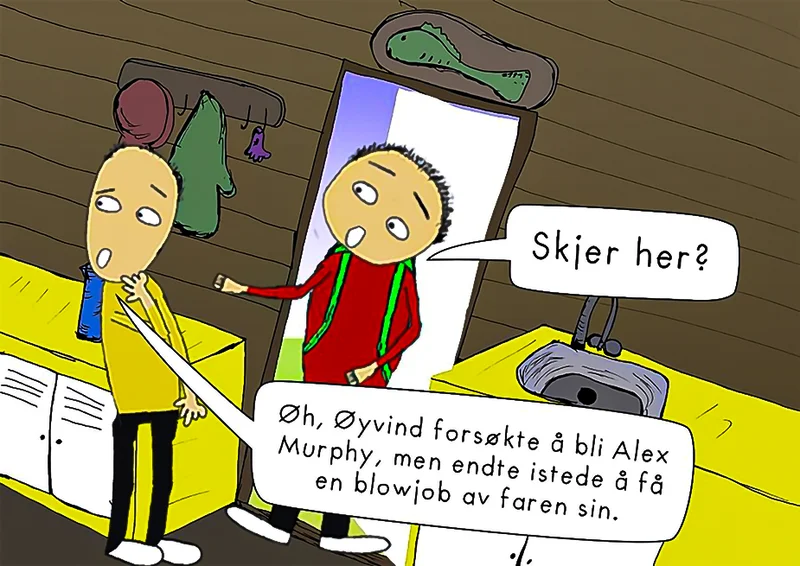 Skjer her?
Øh, Øyvind forsøkte å bli Alex
Murphy, men endte istede å få
en blowjob av faren sin.